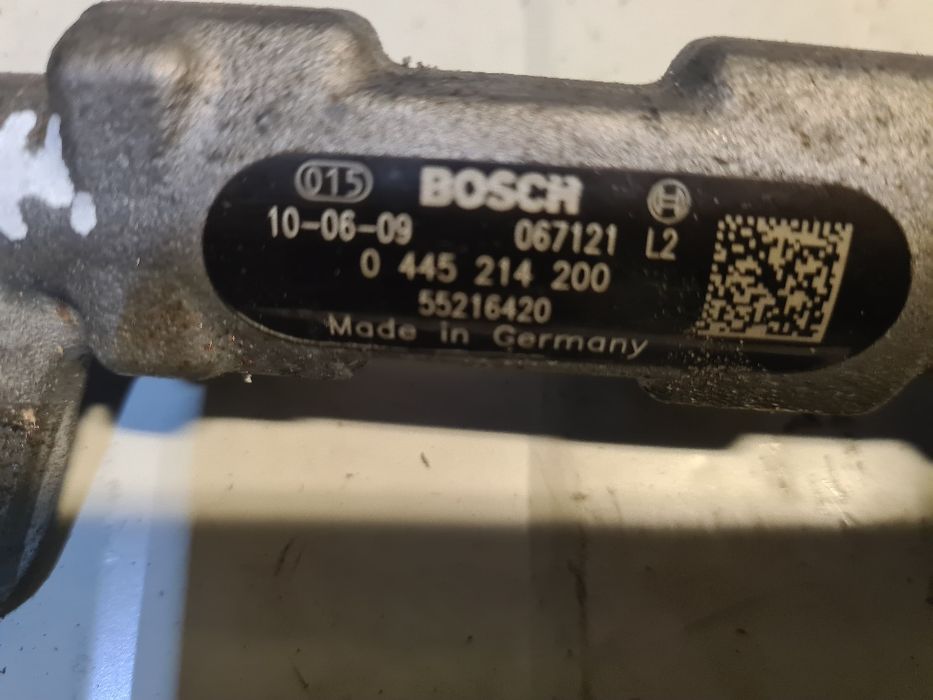 015 BOSCH
10-06-09 067121 L2
0 445 214 200
55216420
Made in Germany